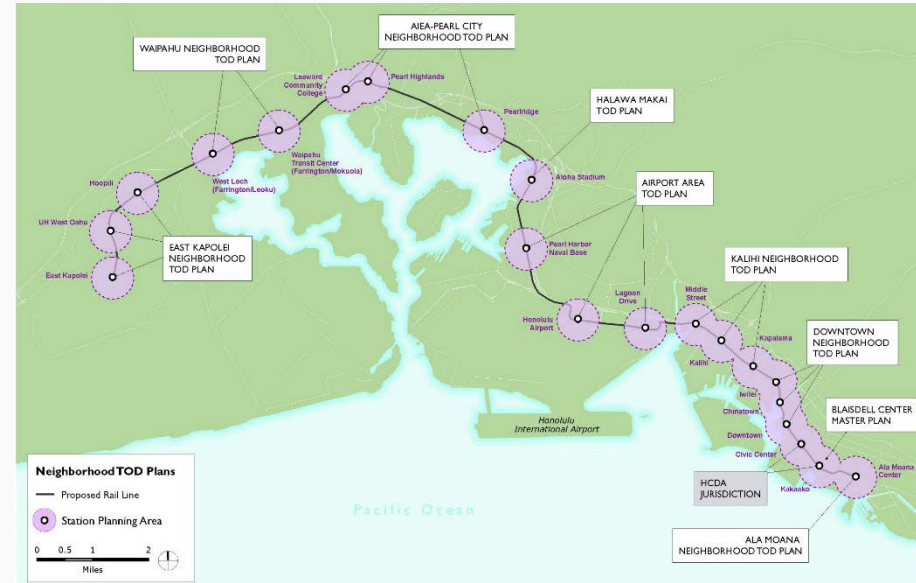 AIEA-PEARL CITY
NEIGHBORHOOD TOD PLAN
WAIPAHU NEIGHBORHOOD
TOD PLAN
Leeward
Community
College
Pearl Highlands
HALAWA MAKAI
TOD PLAN
Pearlridge
Waipahu
Transit Center
(Farrington/Mokuola)
West Loch
(Farrington/Leoku)
Aloha Stadium
AIRPORT AREA
TOD PLAN
Hoopili
UH West Oahu
East Kapolei
EAST KAPOLEI
NEIGHBORHOOD
TOD PLAN
Pearl Harbor
Naval Base
KALIHI NEIGHBORHOOD
TOD PLAN
Lagoon
Drive
Middle
Street
Honolulu
Airport
Kalihi
Kapalama
DOWNTOWN
NEIGHBORHOOD
TOD PLAN
Iwilei
Chinatown
Downtown
Civic Center
Kakaako
BLAISDELL CENTER
MASTER PLAN
Honolulu
International Airport
Ala Moana
Center
HCDA
JURISDICTION
ALA MOANA
NEIGHBORHOOD TOD PLAN
Pacific Ocean
Neighborhood TOD Plans
Proposed Rail Line
Station Planning Area
0 0.5 1 2
Miles